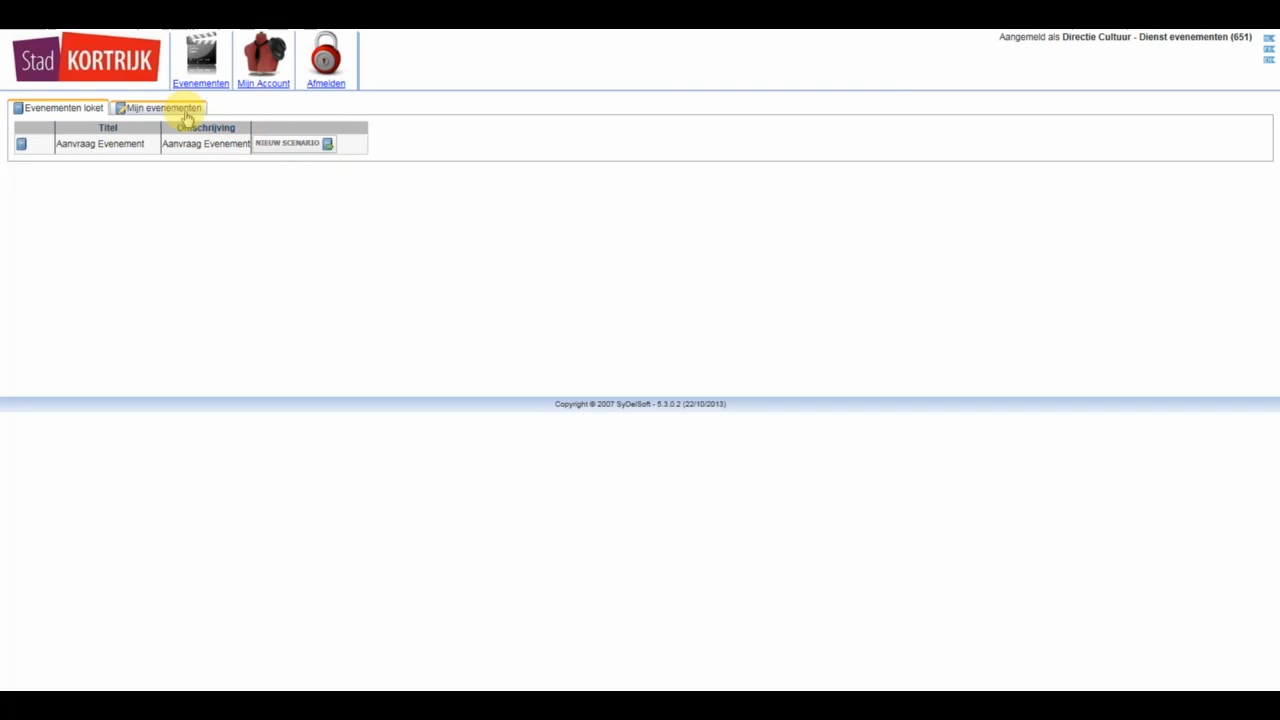 Stad KORTRIJK
Evenementen
Mijn Account
Afmelden
Aangemeld als Directie Cultuur - Dienst evenementen (651)
Evenementen loket
Mijn evenementen
Titel Omschrijving
Aanvraag Evenement Aanvraag Evenement NIEUW SCENARIO
Copyright © 2007 SyDelSoft - 5.3.0.2 (22/10/2013)